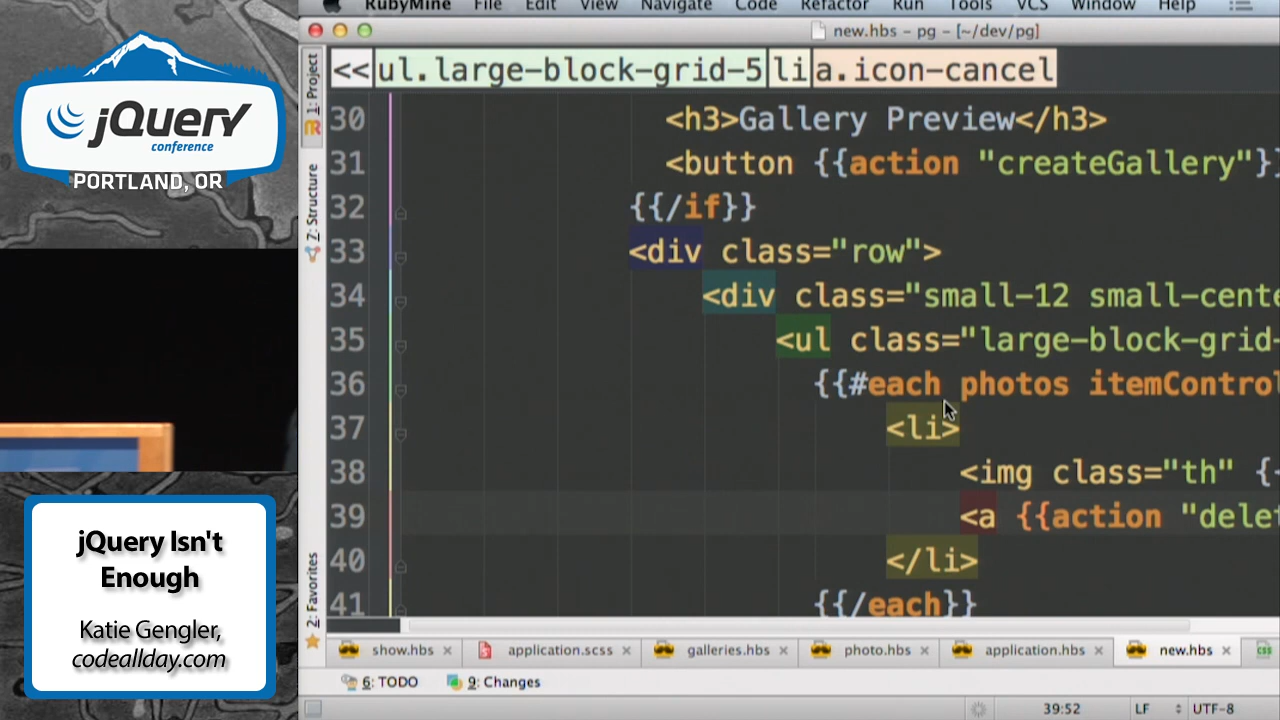 jQuery
conference
PORTLAND, OR
jQuery Isn't
Enough
Katie Gengler,
codeallday.com
RubyMine File Edit View Navigate Code Refactor Run Tools VCS Window Help
new.hbs - pg - [~/dev/pg]
<< ul.large-block-grid-5 li a.icon-cancel
1: Project
7: Structure
2: Favorites
30 <h3>Gallery Preview</h3>
31 <button {{action "createGallery"}}
32 {{/if}}
33 <div class="row">
34 <div class="small-12 small-cente
35 <ul class="large-block-grid-
36 {{#each photos itemControl
37 <li>
38 <img class="th" {
39 <a {{action "delet
40 </li>
41 {{/each}}
show.hbs application.scss galleries.hbs photo.hbs application.hbs new.hbs
6: TODO 9: Changes
39:52 LF UTF-8